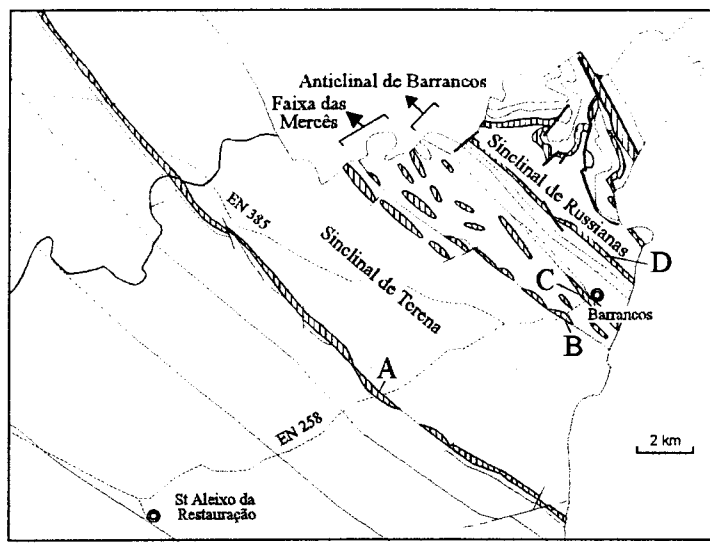 Anticlinal de Barrancos
Faixa das
Mercês
Sinclinal de Russianas
EN 385
Sinclinal de Terena
D
C
Barrancos
B
A
2 km
EN 258
St Aleixo da
Restauração